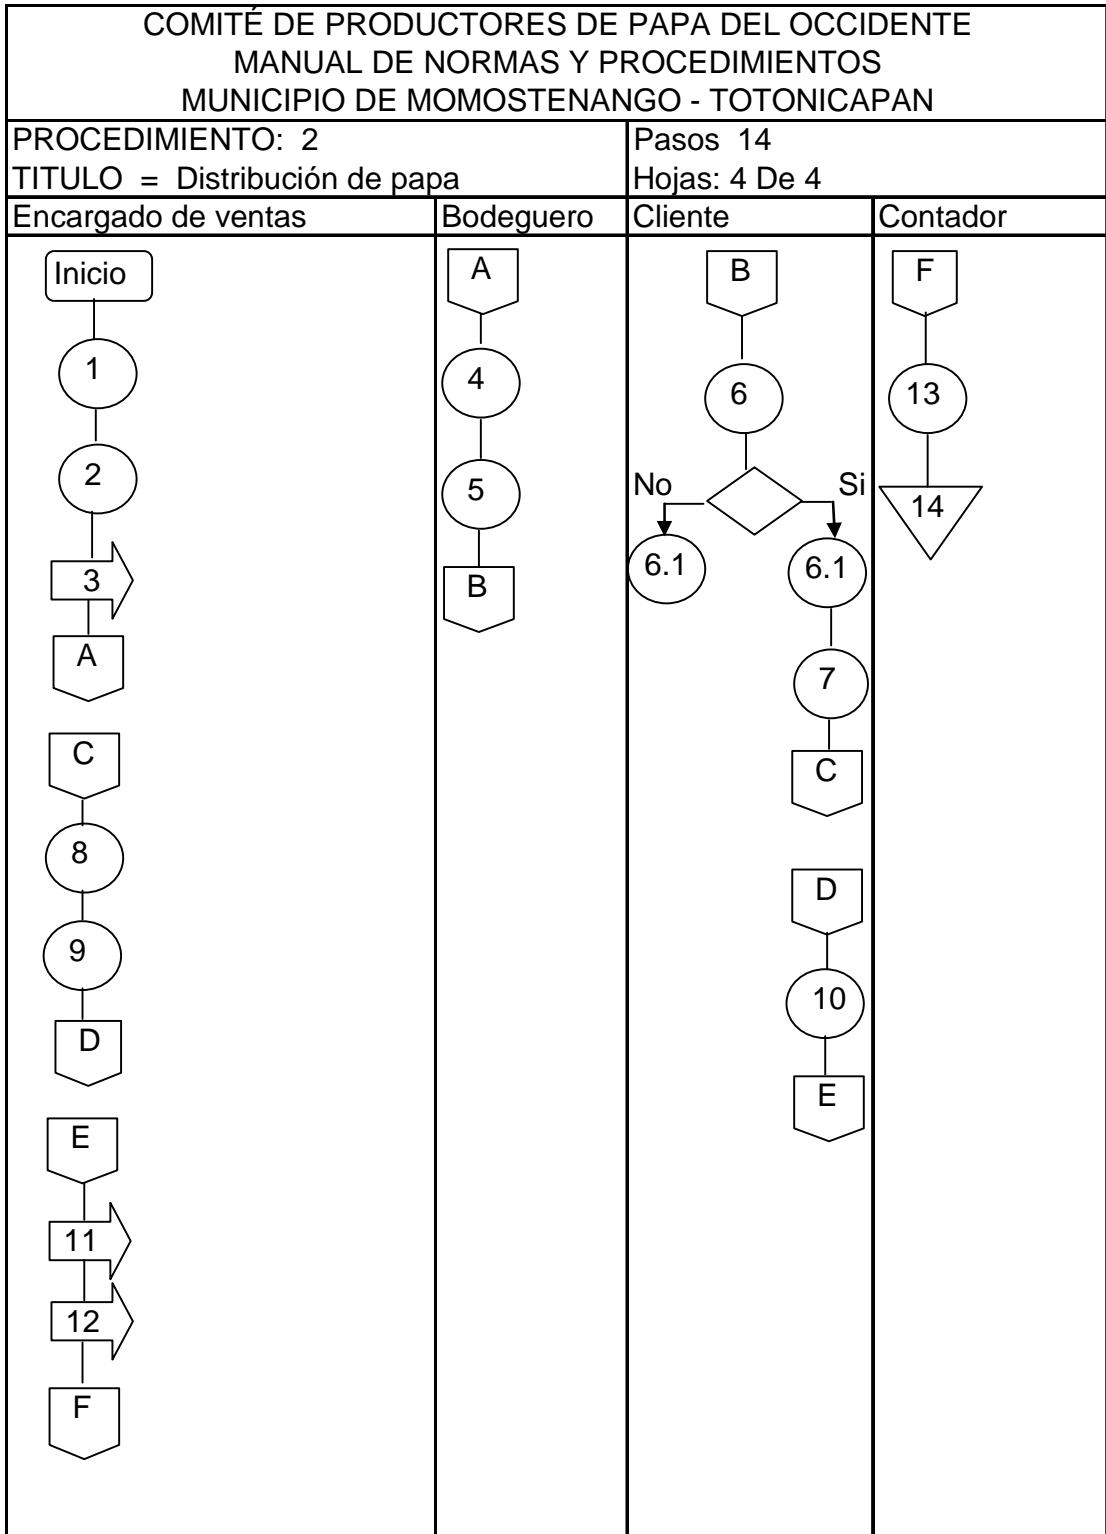 COMITÉ DE PRODUCTORES DE PAPA DEL OCCIDENTE
MANUAL DE NORMAS Y PROCEDIMIENTOS
MUNICIPIO DE MOMOSTENANGO - TOTONICAPAN
PROCEDIMIENTO: 2
TITULO = Distribución de papa
Pasos 14
Hojas: 4 De 4
Encargado de ventas
Bodeguero
Cliente
Contador
Inicio
1
2
3
A
C
8
9
D
E
11
12
F
A
4
5
B
B
6
No
Si
6.1
6.1
7
C
D
10
E
F
13
14